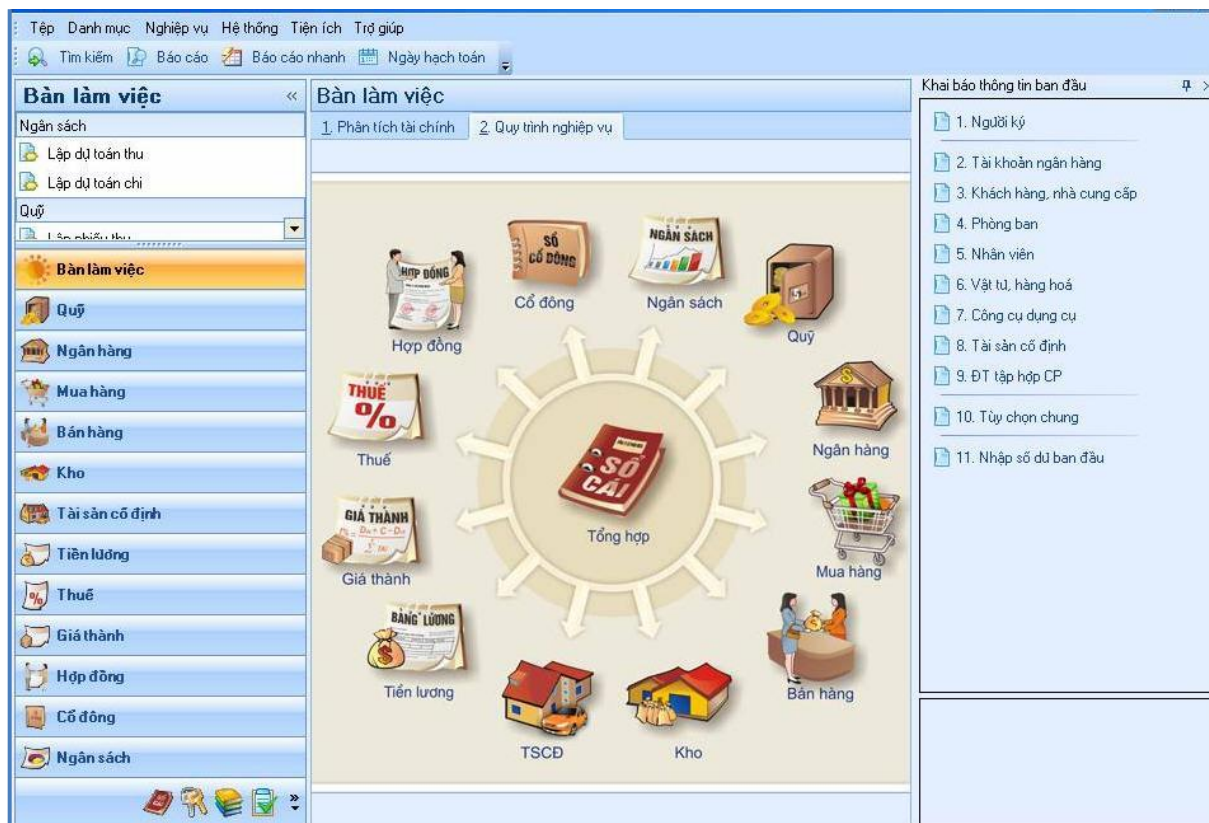 Tệp Danh mục Nghiệp vụ Hệ thống Tiện ích Trợ giúp
Tìm kiếm Báo cáo Báo cáo nhanh Ngày hạch toán
Bàn làm việc
Ngân sách
Lập dự toán thu
Lập dự toán chi
Quỹ
Lập phiếu thu
Bàn làm việc
Quỹ
Ngân hàng
Mua hàng
Bán hàng
Kho
Tài sản cố định
Tiền lương
Thuế
Giá thành
Hợp đồng
Cổ đông
Ngân sách
Bàn làm việc
1. Phân tích tài chính 2. Quy trình nghiệp vụ
HỢP ĐỒNG
Hợp đồng
SỔ
CỔ ĐÔNG
Cổ đông
NGÂN SÁCH
Ngân sách
Quỹ
THUẾ
%
Thuế
Ngân hàng
SỔ
CÁI
Tổng hợp
GIÁ THÀNH
Giá thành
Mua hàng
BẢNG LƯƠNG
Tiền lương
TSCĐ
Kho
Bán hàng
Khai báo thông tin ban đầu
1. Người ký
2. Tài khoản ngân hàng
3. Khách hàng, nhà cung cấp
4. Phòng ban
5. Nhân viên
6. Vật tư, hàng hoá
7. Công cụ dụng cụ
8. Tài sản cố định
9. ĐT tập hợp CP
10. Tùy chọn chung
11. Nhập số dư ban đầu